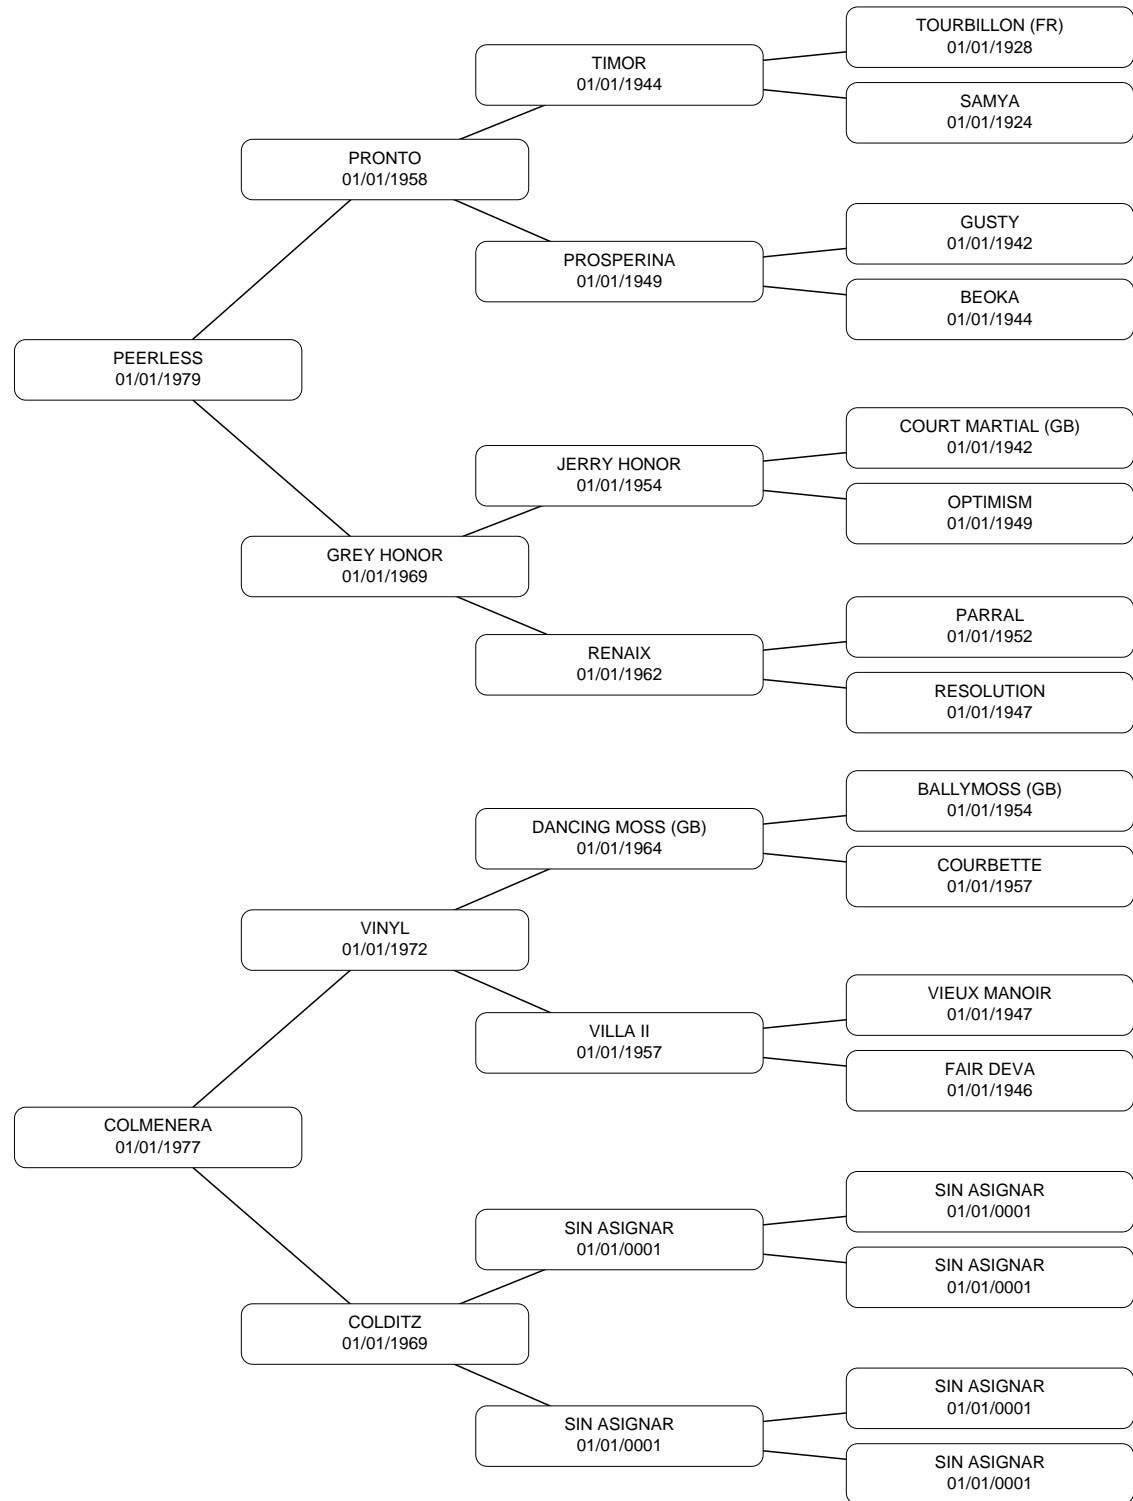 TOURBILLON (FR)
01/01/1928
TIMOR
01/01/1944
SAMYA
01/01/1924
PRONTO
01/01/1958
GUSTY
01/01/1942
PROSPERINA
01/01/1949
BEOKA
01/01/1944
PEERLESS
01/01/1979
COURT MARTIAL (GB)
01/01/1942
JERRY HONOR
01/01/1954
OPTIMISM
01/01/1949
GREY HONOR
01/01/1969
PARRAL
01/01/1952
RENAIX
01/01/1962
RESOLUTION
01/01/1947
BALLYMOSS (GB)
01/01/1954
DANCING MOSS (GB)
01/01/1964
COURBETTE
01/01/1957
VINYL
01/01/1972
VIEUX MANOIR
01/01/1947
VILLA II
01/01/1957
FAIR DEVA
01/01/1946
COLMENERA
01/01/1977
SIN ASIGNAR
01/01/0001
SIN ASIGNAR
01/01/0001
SIN ASIGNAR
01/01/0001
COLDITZ
01/01/1969
SIN ASIGNAR
01/01/0001
SIN ASIGNAR
01/01/0001
SIN ASIGNAR
01/01/0001